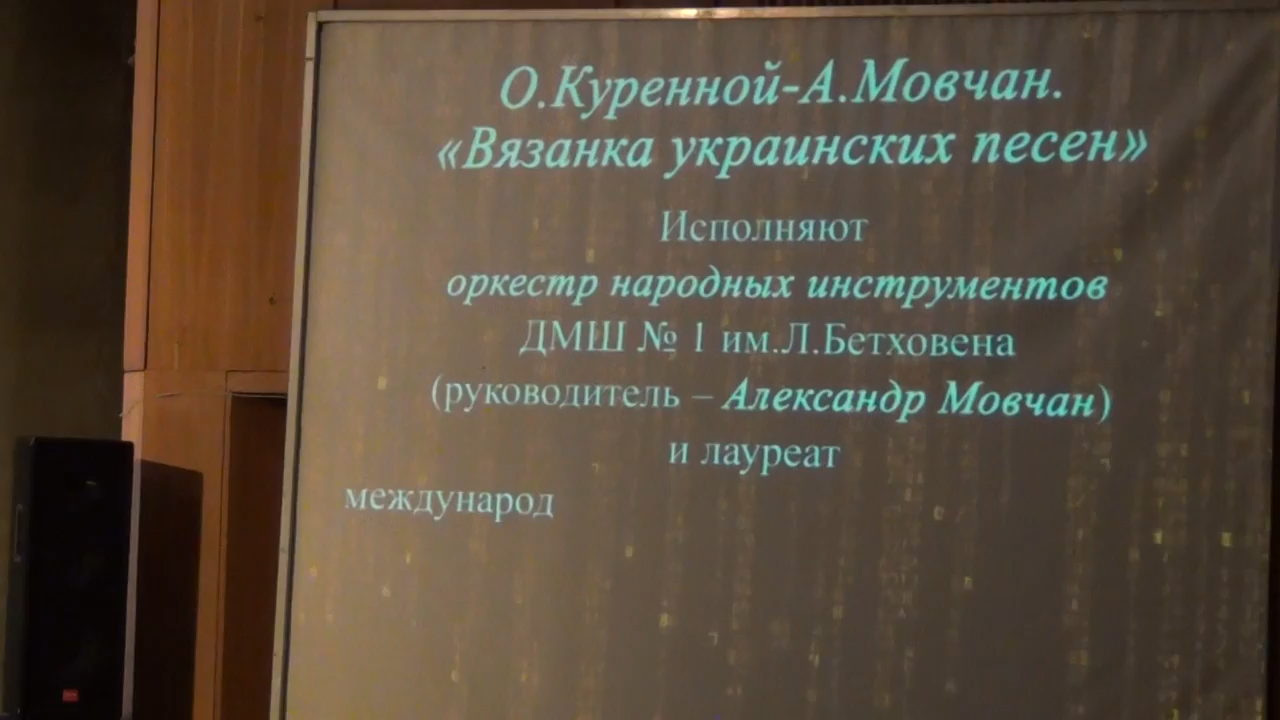 О.Куренной-А.Мовчан.
«Вязанка украинских песен»
Исполняют
оркестр народных инструментов
ДМШ № 1 им.Л.Бетховена
(руководитель – Александр Мовчан)
и лауреат
международ